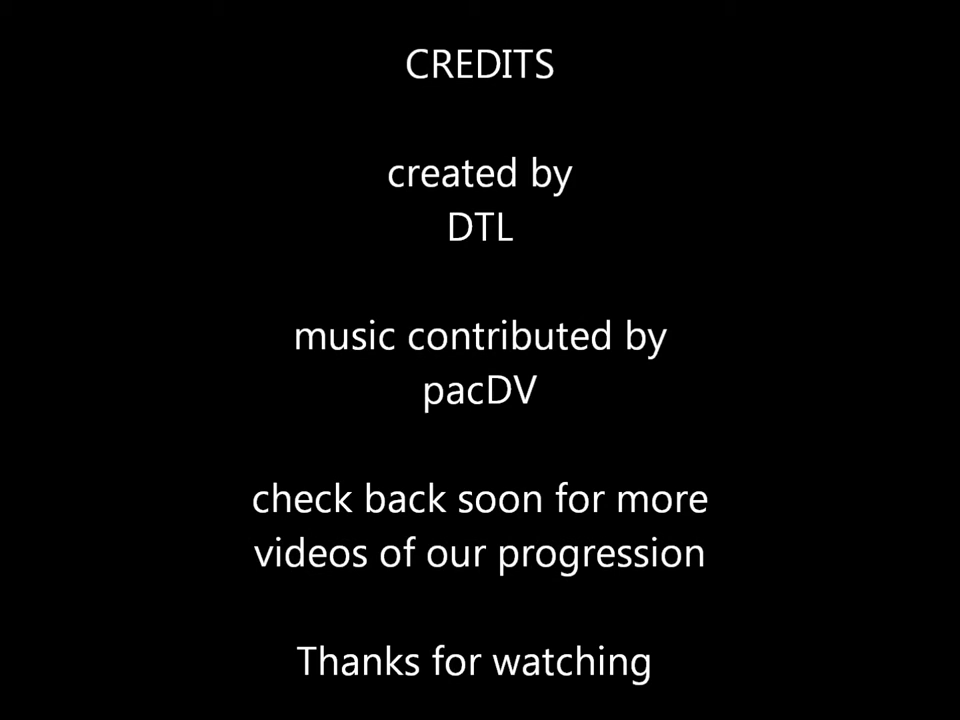 CREDITS
created by
DTL
music contributed by
pacDV
check back soon for more
videos of our progression
Thanks for watching